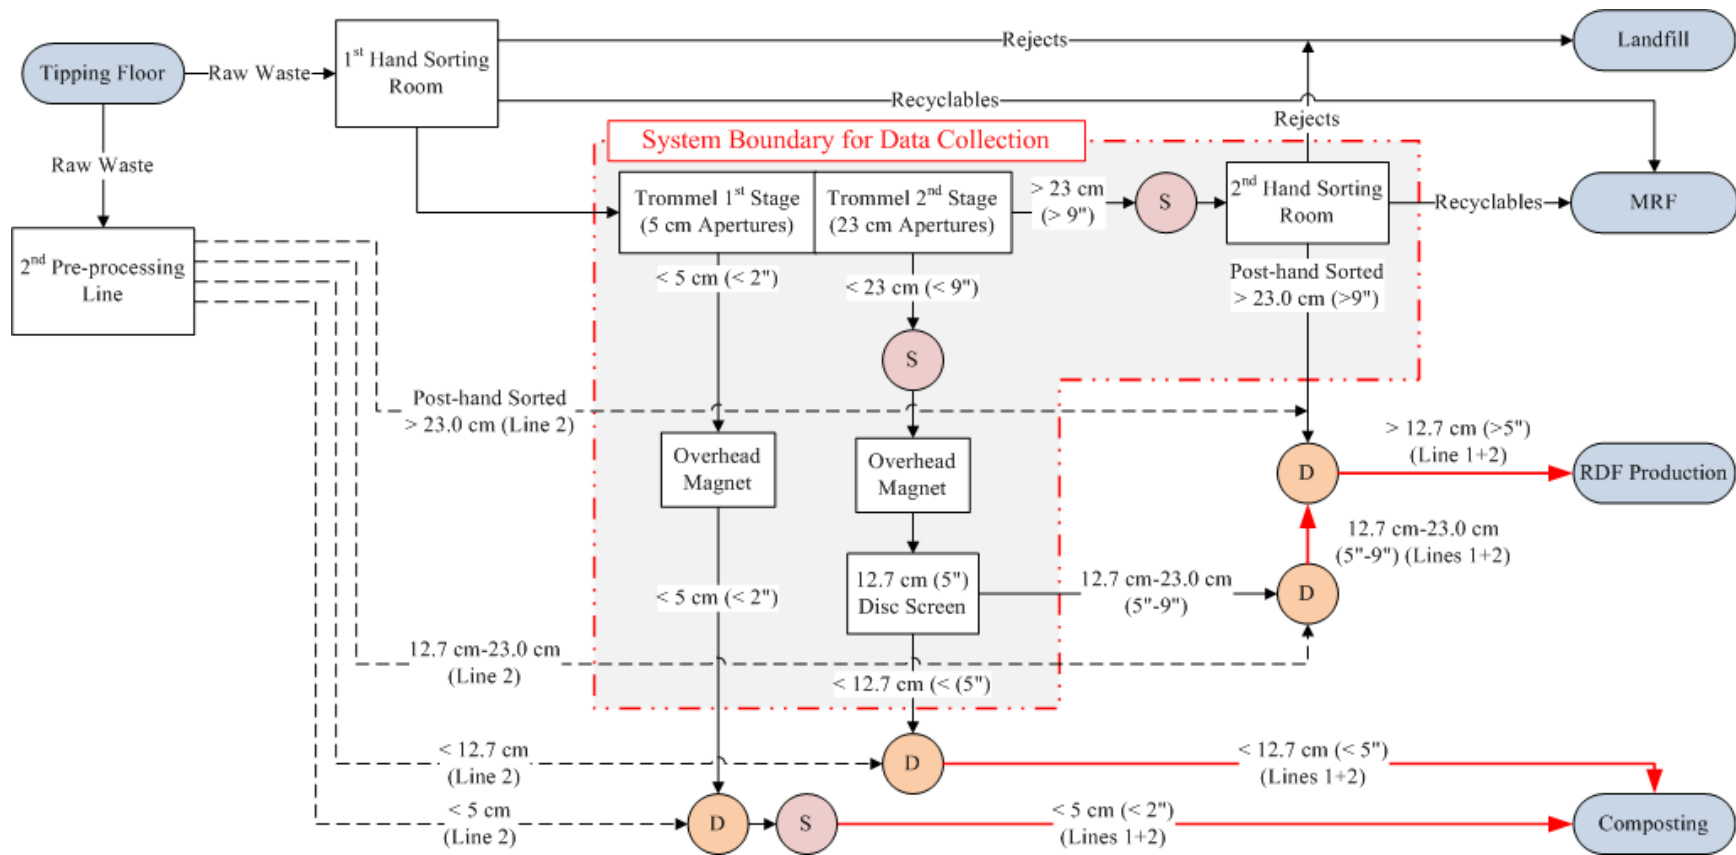 Tipping Floor
Raw Waste
1st Hand Sorting
Room
Rejects
Landfill
Recyclables
Raw Waste
System Boundary for Data Collection
Rejects
2nd Pre-processing
Line
Trommel 1st Stage
(5 cm Apertures)
Trommel 2nd Stage
(23 cm Apertures)
> 23 cm
(> 9")
S
2nd Hand Sorting
Room
Recyclables
MRF
< 5 cm (< 2")
< 23 cm (< 9")
Post-hand Sorted
> 23.0 cm (>9")
S
Post-hand Sorted
> 23.0 cm (Line 2)
Overhead
Magnet
Overhead
Magnet
D
> 12.7 cm (>5")
(Line 1+2)
RDF Production
12.7 cm-23.0 cm
(5"-9") (Lines 1+2)
< 5 cm (< 2")
12.7 cm (5")
Disc Screen
12.7 cm-23.0 cm
(5"-9")
D
12.7 cm-23.0 cm
(Line 2)
< 12.7 cm (< (5")
< 12.7 cm
(Line 2)
D
< 12.7 cm (< 5")
(Lines 1+2)
< 5 cm
(Line 2)
D
S
< 5 cm (< 2")
(Lines 1+2)
Composting